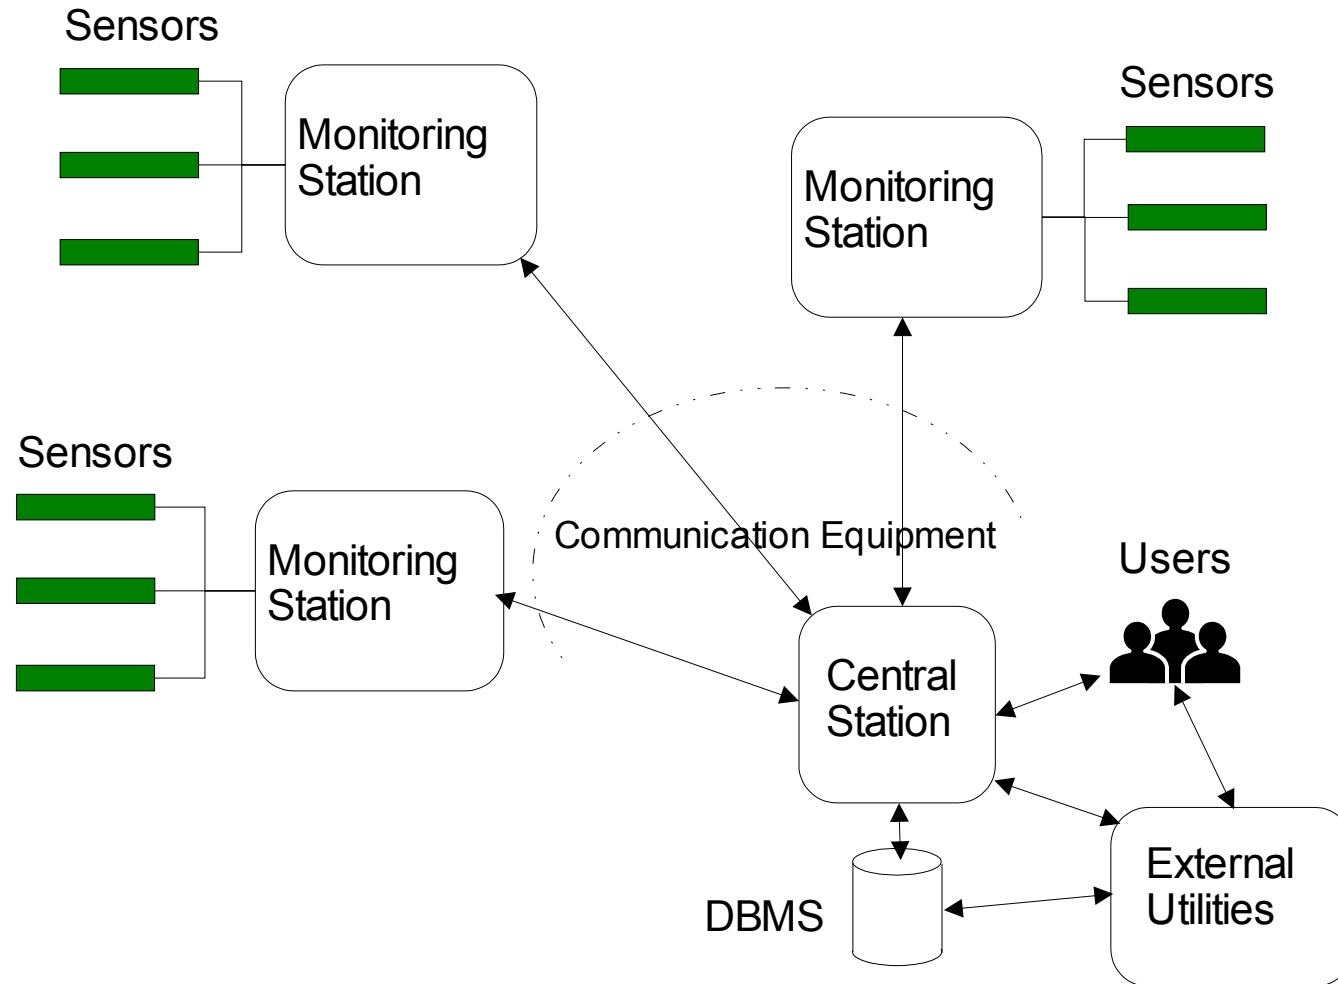 Sensors
Monitoring
Station
Sensors
Monitoring
Station
Sensors
Monitoring
Station
Communication Equipment
Users
Central
Station
External
Utilities
DBMS